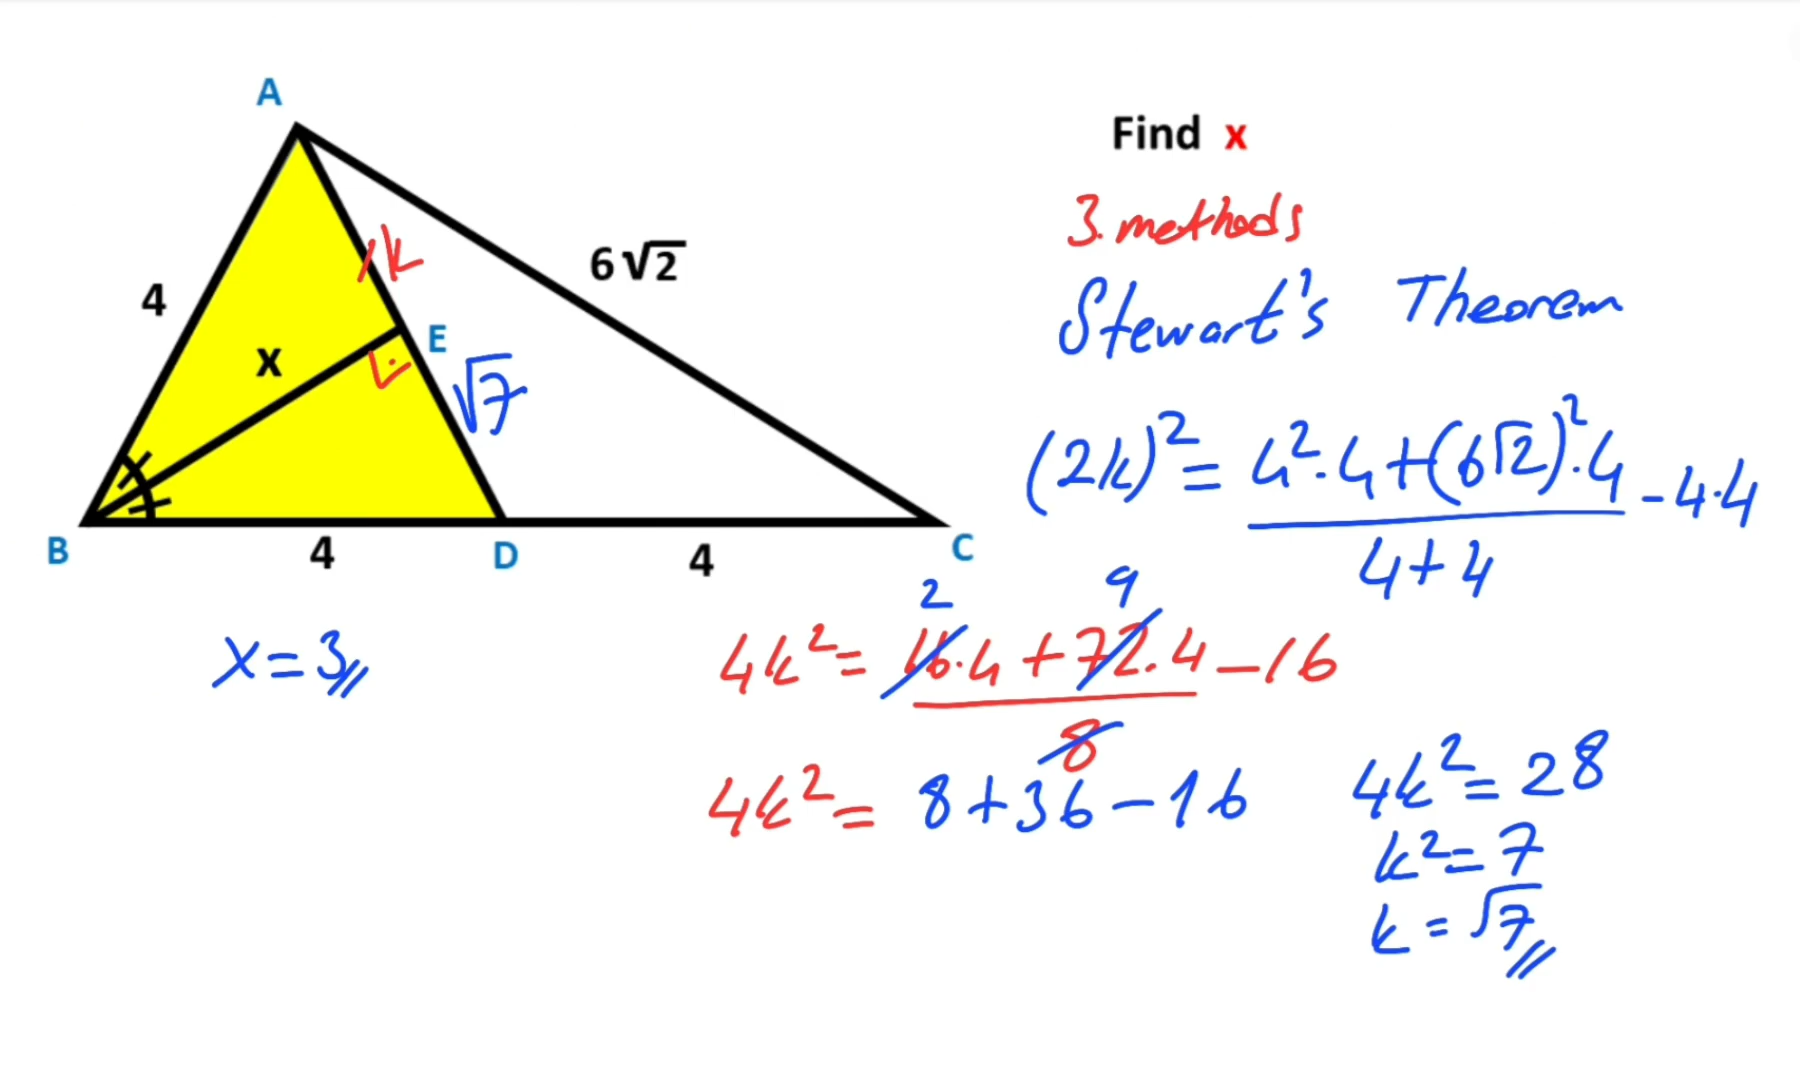 A
Find x
3. methods
Stewart's Theorem
4
1k
6√2
x
E
√7
(2k)² = 4²·4+(6√2)²·4 - 4·4
4+4
B
4
D
4
C
x = 3
2 9
4k² = 16·4 + 72·4 - 16
8
4k² = 8+36-16
4k² = 28
k² = 7
k = √7